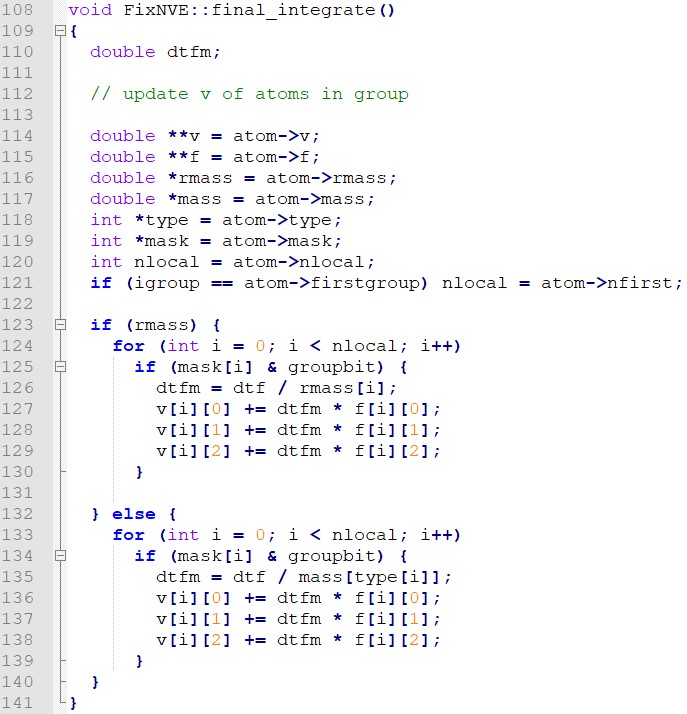 108 void FixNVE::final_integrate()
109 {
110   double dtfm;
111
112   // update v of atoms in group
113
114   double **v = atom->v;
115   double **f = atom->f;
116   double *rmass = atom->rmass;
117   double *mass = atom->mass;
118   int *type = atom->type;
119   int *mask = atom->mask;
120   int nlocal = atom->nlocal;
121   if (igroup == atom->firstgroup) nlocal = atom->nfirst;
122
123   if (rmass) {
124     for (int i = 0; i < nlocal; i++)
125       if (mask[i] & groupbit) {
126         dtfm = dtf / rmass[i];
127         v[i][0] += dtfm * f[i][0];
128         v[i][1] += dtfm * f[i][1];
129         v[i][2] += dtfm * f[i][2];
130       }
131
132   } else {
133     for (int i = 0; i < nlocal; i++)
134       if (mask[i] & groupbit) {
135         dtfm = dtf / mass[type[i]];
136         v[i][0] += dtfm * f[i][0];
137         v[i][1] += dtfm * f[i][1];
138         v[i][2] += dtfm * f[i][2];
139       }
140   }
141 }